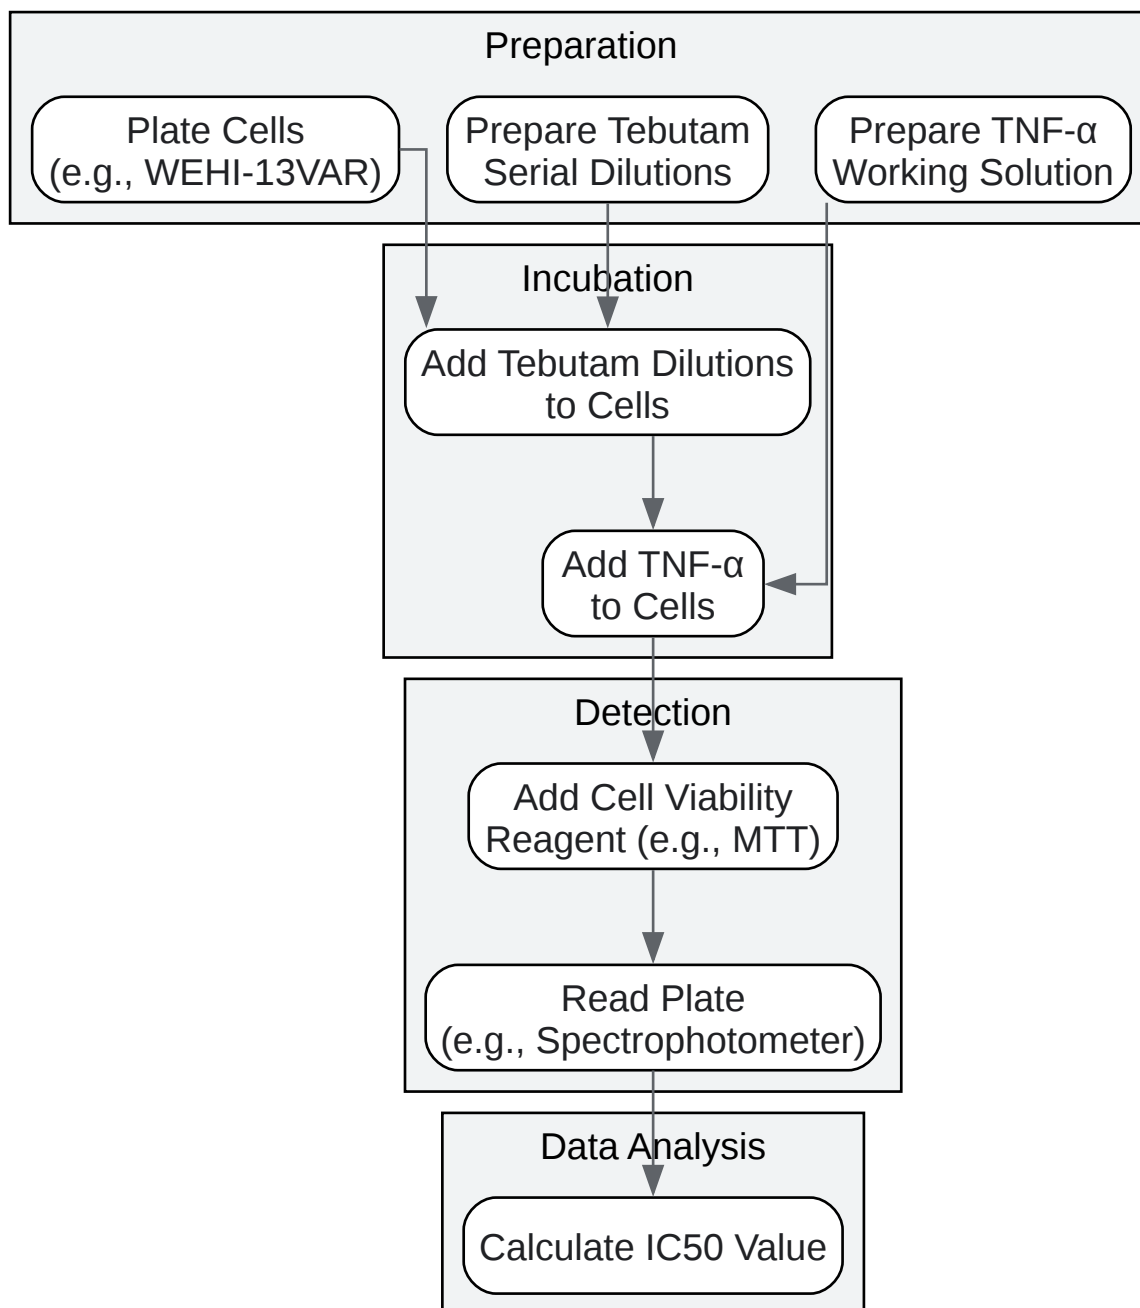 Preparation
Plate Cells
(e.g., WEHI-13VAR)
Prepare Tebutam
Serial Dilutions
Prepare TNF-α
Working Solution
Incubation
Add Tebutam Dilutions
to Cells
Add TNF-α
to Cells
Detection
Add Cell Viability
Reagent (e.g., MTT)
Read Plate
(e.g., Spectrophotometer)
Data Analysis
Calculate IC50 Value